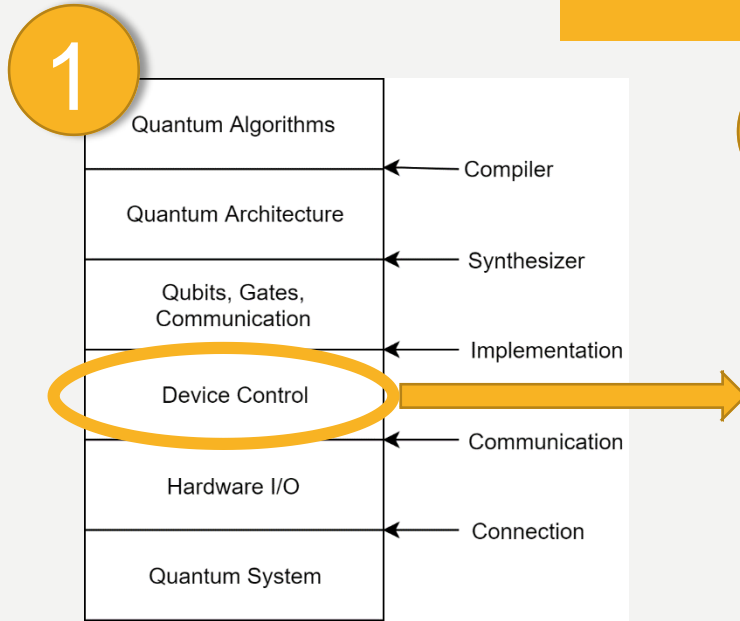 1
Quantum Algorithms
Compiler
Quantum Architecture
Synthesizer
Qubits, Gates,
Communication
Implementation
Device Control
Communication
Hardware I/O
Connection
Quantum System